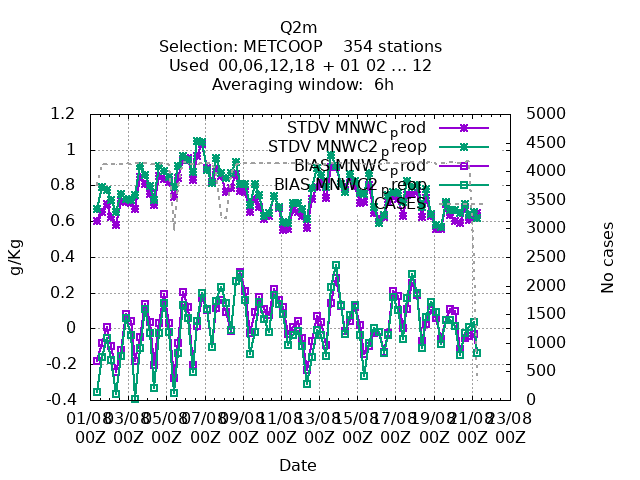 Q2m
Selection: METCOOP    354 stations
Used  00,06,12,18 + 01 02 ... 12
Averaging window:  6h
STDV MNWC_prod
STDV MNWC2_preop
BIAS MNWC_prod
BIAS MNWC2_preop
CASES
g/Kg
1.2
1
0.8
0.6
0.4
0.2
0
-0.2
-0.4
No cases
5000
4500
4000
3500
3000
2500
2000
1500
1000
500
0
01/08 03/08 05/08 07/08 09/08 11/08 13/08 15/08 17/08 19/08 21/08 23/08
00Z 00Z 00Z 00Z 00Z 00Z 00Z 00Z 00Z 00Z 00Z 00Z
Date